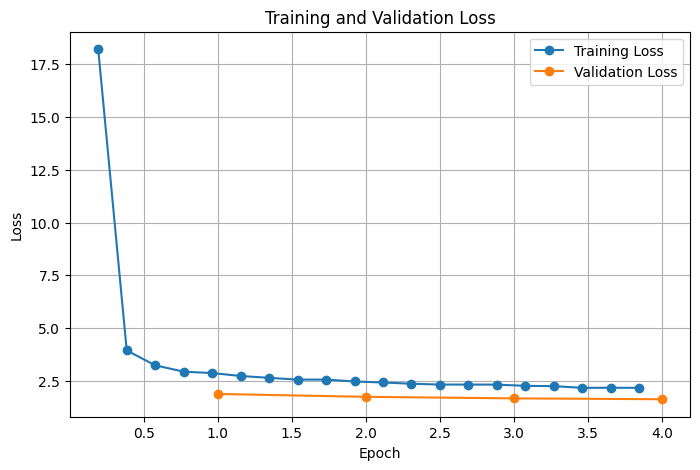 Training and Validation Loss
Training Loss
Validation Loss
17.5
15.0
12.5
10.0
7.5
5.0
2.5
Loss
0.5 1.0 1.5 2.0 2.5 3.0 3.5 4.0
Epoch